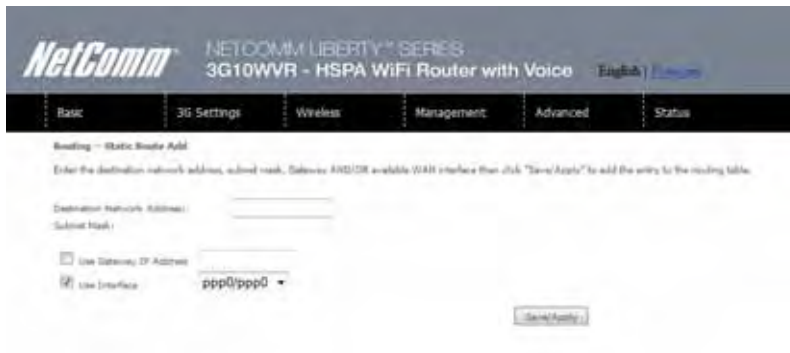 NetComm™ NETCOMM LIBERTY™ SERIES
3G10WVR - HSPA WiFi Router with Voice English | Français
Basic 3G Settings Wireless Management Advanced Status
Routing -- Static Route Add
Enter the destination network address, subnet mask, Gateway AND/OR available WAN interface then click "Save/Apply" to add the entry to the routing table.
Destination Network Address:
Subnet Mask:
Use Gateway IP Address
Use Interface ppp0/ppp0
Save/Apply